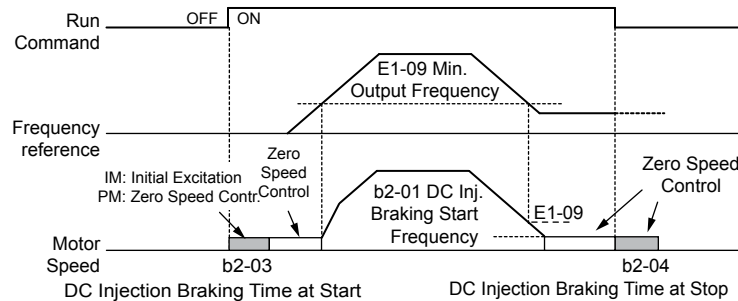 Run
Command
OFF
ON
E1-09 Min.
Output Frequency
Frequency
reference
IM: Initial Excitation
PM: Zero Speed Contr.
Zero
Speed
Control
b2-01 DC Inj.
Braking Start
Frequency
E1-09
Zero Speed
Control
Motor
Speed
b2-03
DC Injection Braking Time at Start
b2-04
DC Injection Braking Time at Stop